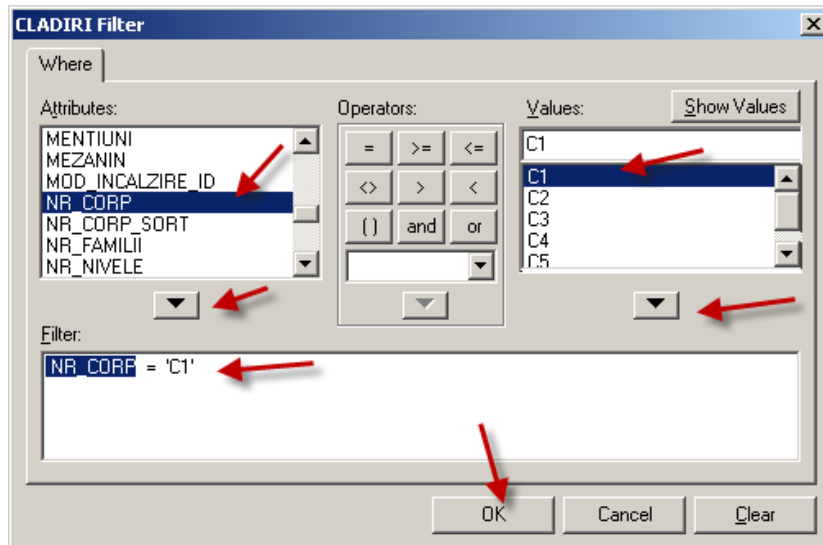 CLADIRI Filter
Where
Attributes:
MENTIUNI
MEZANIN
MOD_INCALZIRE_ID
NR_CORP
NR_CORP_SORT
NR_FAMILII
NR_NIVELE
Operators:
= >= <=
<> > <
() and or
Values:
Show Values
C1
C1
C2
C3
C4
C5
Filter:
NR_CORP = 'C1'
OK Cancel Clear